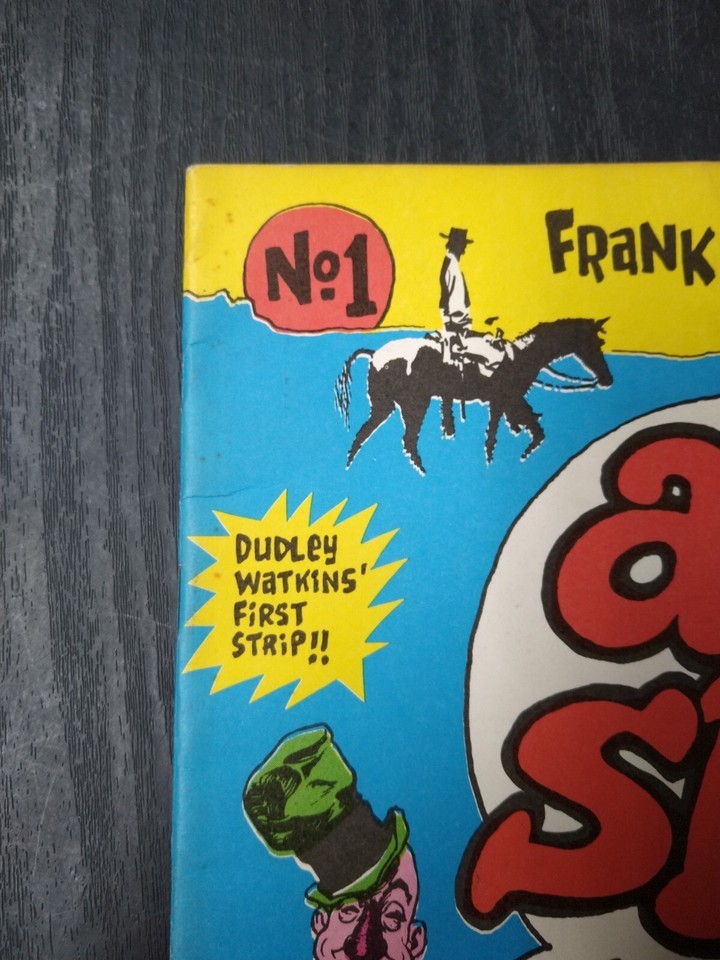 No1
FRANK
DUDLEY
WATKINS'
FIRST
STRIP!!
a